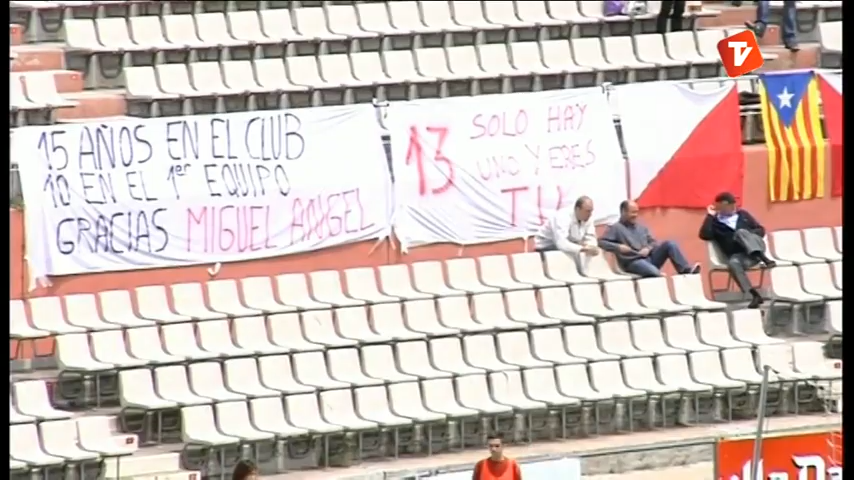 TV
15 AÑOS EN EL CLUB
10 EN EL 1er EQUIPO
GRACIAS MIGUEL ANGEL
13
SOLO HAY
UNO Y ERES
TU